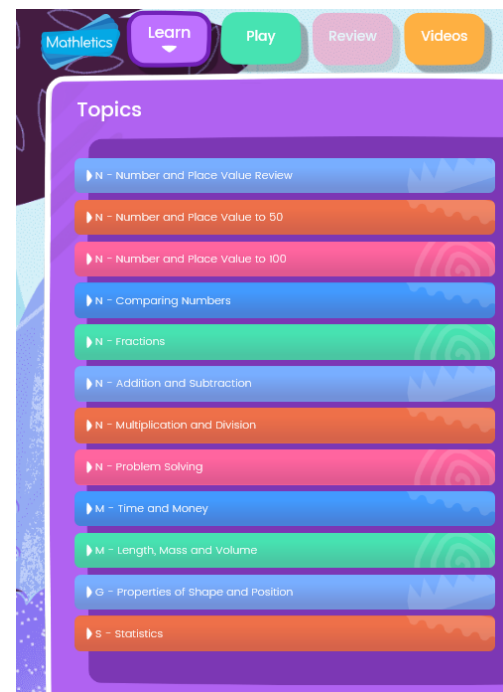 Mathletics
Learn
Play
Review
Videos
Topics
N - Number and Place Value Review
N - Number and Place Value to 50
N - Number and Place Value to 100
N - Comparing Numbers
N - Fractions
N - Addition and Subtraction
N - Multiplication and Division
N - Problem Solving
M - Time and Money
M - Length, Mass and Volume
G - Properties of Shape and Position
S - Statistics